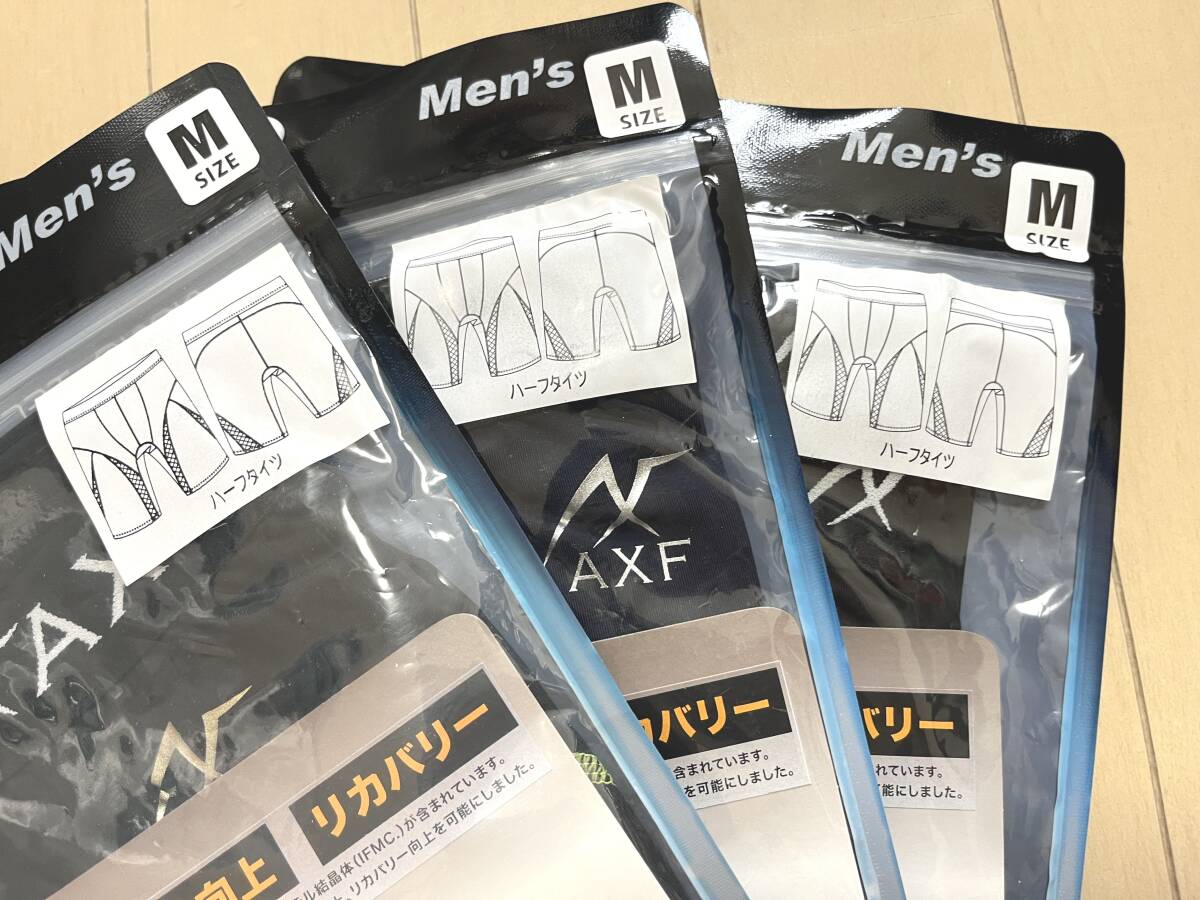 Men's
M
SIZE
ハーフタイツ
AX
向上
リカバリー
ル結晶体(IFMC.)が含まれています。
リカバリー向上を可能にしました。
Men's
M
SIZE
ハーフタイツ
AXF
カバリー
含まれています。
を可能にしました。
Men's
M
SIZE
ハーフタイツ
バリー
れています。
能にしました。